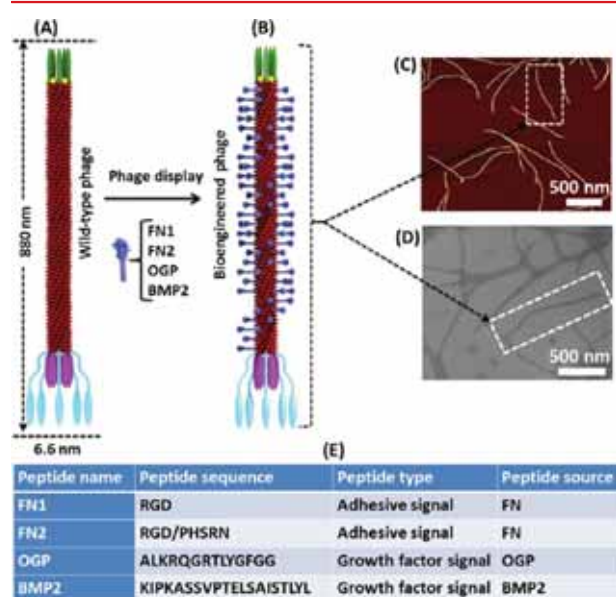 (A)
(B)
880 nm
Wild-type phage
6.6 nm
Phage display
FN1
FN2
OGP
BMP2
Bioengineered phage
(C)
500 nm
(D)
500 nm
(E)
Peptide name Peptide sequence Peptide type Peptide source
FN1 RGD Adhesive signal FN
FN2 RGD/PHSRN Adhesive signal FN
OGP ALKRQGRTLYGFGG Growth factor signal OGP
BMP2 KIPKASSVPTELSAISTLYL Growth factor signal BMP2